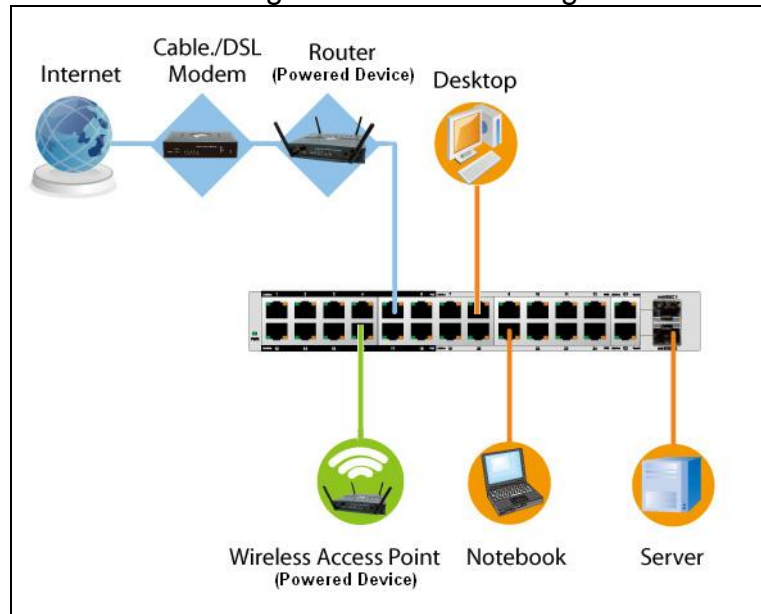 Internet
Cable./DSL
Modem
Router
(Powered Device)
Desktop
Wireless Access Point
(Powered Device)
Notebook
Server